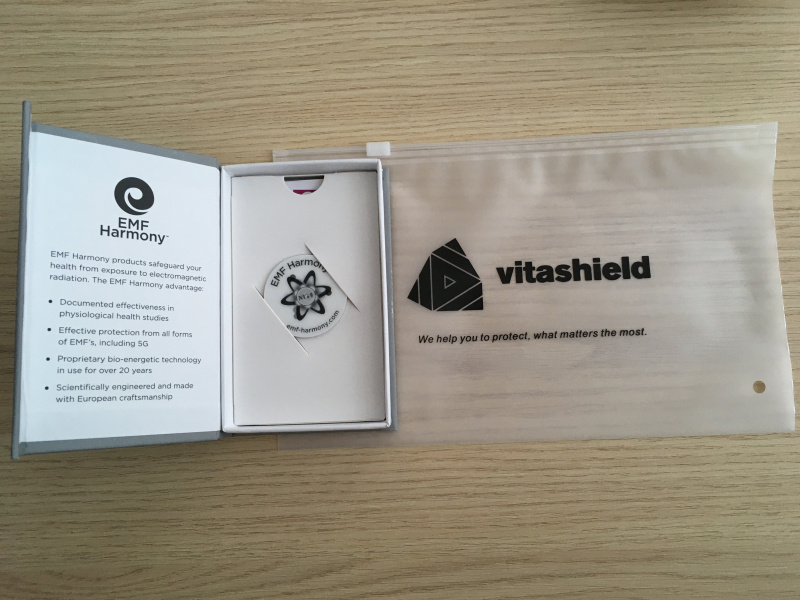 EMF
Harmony™
EMF Harmony products safeguard your
health from exposure to electromagnetic
radiation. The EMF Harmony advantage:
• Documented effectiveness in
physiological health studies
• Effective protection from all forms
of EMF's, including 5G
• Proprietary bio-energetic technology
in use for over 20 years
• Scientifically engineered and made
with European craftsmanship
EMF Harmony
emf-harmony.com
vitashield
We help you to protect, what matters the most.